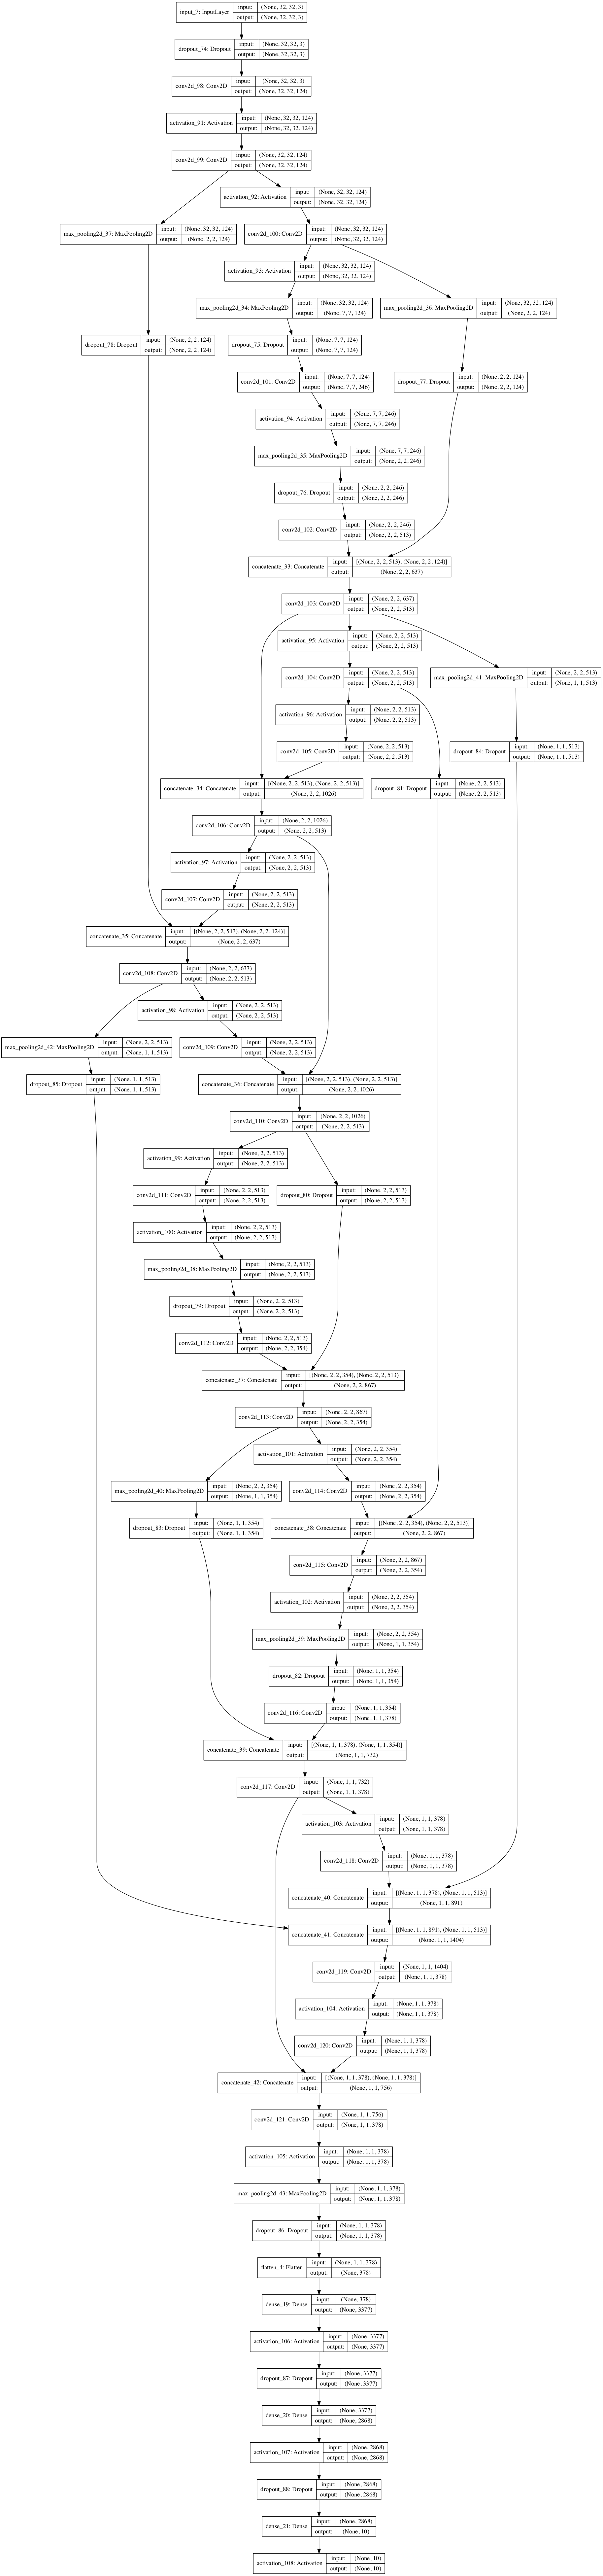 input_7: InputLayer input: (None, 32, 32, 3) output: (None, 32, 32, 3)
dropout_74: Dropout input: (None, 32, 32, 3) output: (None, 32, 32, 3)
conv2d_98: Conv2D input: (None, 32, 32, 3) output: (None, 32, 32, 124)
activation_91: Activation input: (None, 32, 32, 124) output: (None, 32, 32, 124)
conv2d_99: Conv2D input: (None, 32, 32, 124) output: (None, 32, 32, 124)
activation_92: Activation input: (None, 32, 32, 124) output: (None, 32, 32, 124)
max_pooling2d_37: MaxPooling2D input: (None, 32, 32, 124) output: (None, 2, 2, 124)
conv2d_100: Conv2D input: (None, 32, 32, 124) output: (None, 32, 32, 124)
activation_93: Activation input: (None, 32, 32, 124) output: (None, 32, 32, 124)
max_pooling2d_34: MaxPooling2D input: (None, 32, 32, 124) output: (None, 7, 7, 124)
max_pooling2d_36: MaxPooling2D input: (None, 32, 32, 124) output: (None, 2, 2, 124)
dropout_78: Dropout input: (None, 2, 2, 124) output: (None, 2, 2, 124)
dropout_75: Dropout input: (None, 7, 7, 124) output: (None, 7, 7, 124)
conv2d_101: Conv2D input: (None, 7, 7, 124) output: (None, 7, 7, 246)
dropout_77: Dropout input: (None, 2, 2, 124) output: (None, 2, 2, 124)
activation_94: Activation input: (None, 7, 7, 246) output: (None, 7, 7, 246)
max_pooling2d_35: MaxPooling2D input: (None, 7, 7, 246) output: (None, 2, 2, 246)
dropout_76: Dropout input: (None, 2, 2, 246) output: (None, 2, 2, 246)
conv2d_102: Conv2D input: (None, 2, 2, 246) output: (None, 2, 2, 513)
concatenate_33: Concatenate input: [(None, 2, 2, 513), (None, 2, 2, 124)] output: (None, 2, 2, 637)
conv2d_103: Conv2D input: (None, 2, 2, 637) output: (None, 2, 2, 513)
activation_95: Activation input: (None, 2, 2, 513) output: (None, 2, 2, 513)
conv2d_104: Conv2D input: (None, 2, 2, 513) output: (None, 2, 2, 513)
max_pooling2d_41: MaxPooling2D input: (None, 2, 2, 513) output: (None, 1, 1, 513)
activation_96: Activation input: (None, 2, 2, 513) output: (None, 2, 2, 513)
conv2d_105: Conv2D input: (None, 2, 2, 513) output: (None, 2, 2, 513)
dropout_84: Dropout input: (None, 1, 1, 513) output: (None, 1, 1, 513)
concatenate_34: Concatenate input: [(None, 2, 2, 513), (None, 2, 2, 513)] output: (None, 2, 2, 1026)
dropout_81: Dropout input: (None, 2, 2, 513) output: (None, 2, 2, 513)
conv2d_106: Conv2D input: (None, 2, 2, 1026) output: (None, 2, 2, 513)
activation_97: Activation input: (None, 2, 2, 513) output: (None, 2, 2, 513)
conv2d_107: Conv2D input: (None, 2, 2, 513) output: (None, 2, 2, 513)
concatenate_35: Concatenate input: [(None, 2, 2, 513), (None, 2, 2, 124)] output: (None, 2, 2, 637)
conv2d_108: Conv2D input: (None, 2, 2, 637) output: (None, 2, 2, 513)
activation_98: Activation input: (None, 2, 2, 513) output: (None, 2, 2, 513)
max_pooling2d_42: MaxPooling2D input: (None, 2, 2, 513) output: (None, 1, 1, 513)
conv2d_109: Conv2D input: (None, 2, 2, 513) output: (None, 2, 2, 513)
dropout_85: Dropout input: (None, 1, 1, 513) output: (None, 1, 1, 513)
concatenate_36: Concatenate input: [(None, 2, 2, 513), (None, 2, 2, 513)] output: (None, 2, 2, 1026)
conv2d_110: Conv2D input: (None, 2, 2, 1026) output: (None, 2, 2, 513)
activation_99: Activation input: (None, 2, 2, 513) output: (None, 2, 2, 513)
conv2d_111: Conv2D input: (None, 2, 2, 513) output: (None, 2, 2, 513)
dropout_80: Dropout input: (None, 2, 2, 513) output: (None, 2, 2, 513)
activation_100: Activation input: (None, 2, 2, 513) output: (None, 2, 2, 513)
max_pooling2d_38: MaxPooling2D input: (None, 2, 2, 513) output: (None, 2, 2, 513)
dropout_79: Dropout input: (None, 2, 2, 513) output: (None, 2, 2, 513)
conv2d_112: Conv2D input: (None, 2, 2, 513) output: (None, 2, 2, 354)
concatenate_37: Concatenate input: [(None, 2, 2, 354), (None, 2, 2, 513)] output: (None, 2, 2, 867)
conv2d_113: Conv2D input: (None, 2, 2, 867) output: (None, 2, 2, 354)
activation_101: Activation input: (None, 2, 2, 354) output: (None, 2, 2, 354)
max_pooling2d_40: MaxPooling2D input: (None, 2, 2, 354) output: (None, 1, 1, 354)
conv2d_114: Conv2D input: (None, 2, 2, 354) output: (None, 2, 2, 354)
dropout_83: Dropout input: (None, 1, 1, 354) output: (None, 1, 1, 354)
concatenate_38: Concatenate input: [(None, 2, 2, 354), (None, 2, 2, 513)] output: (None, 2, 2, 867)
conv2d_115: Conv2D input: (None, 2, 2, 867) output: (None, 2, 2, 354)
activation_102: Activation input: (None, 2, 2, 354) output: (None, 2, 2, 354)
max_pooling2d_39: MaxPooling2D input: (None, 2, 2, 354) output: (None, 1, 1, 354)
dropout_82: Dropout input: (None, 1, 1, 354) output: (None, 1, 1, 354)
conv2d_116: Conv2D input: (None, 1, 1, 354) output: (None, 1, 1, 378)
concatenate_39: Concatenate input: [(None, 1, 1, 378), (None, 1, 1, 354)] output: (None, 1, 1, 732)
conv2d_117: Conv2D input: (None, 1, 1, 732) output: (None, 1, 1, 378)
activation_103: Activation input: (None, 1, 1, 378) output: (None, 1, 1, 378)
conv2d_118: Conv2D input: (None, 1, 1, 378) output: (None, 1, 1, 378)
concatenate_40: Concatenate input: [(None, 1, 1, 378), (None, 1, 1, 513)] output: (None, 1, 1, 891)
concatenate_41: Concatenate input: [(None, 1, 1, 891), (None, 1, 1, 513)] output: (None, 1, 1, 1404)
conv2d_119: Conv2D input: (None, 1, 1, 1404) output: (None, 1, 1, 378)
activation_104: Activation input: (None, 1, 1, 378) output: (None, 1, 1, 378)
conv2d_120: Conv2D input: (None, 1, 1, 378) output: (None, 1, 1, 378)
concatenate_42: Concatenate input: [(None, 1, 1, 378), (None, 1, 1, 378)] output: (None, 1, 1, 756)
conv2d_121: Conv2D input: (None, 1, 1, 756) output: (None, 1, 1, 378)
activation_105: Activation input: (None, 1, 1, 378) output: (None, 1, 1, 378)
max_pooling2d_43: MaxPooling2D input: (None, 1, 1, 378) output: (None, 1, 1, 378)
dropout_86: Dropout input: (None, 1, 1, 378) output: (None, 1, 1, 378)
flatten_4: Flatten input: (None, 1, 1, 378) output: (None, 378)
dense_19: Dense input: (None, 378) output: (None, 3377)
activation_106: Activation input: (None, 3377) output: (None, 3377)
dropout_87: Dropout input: (None, 3377) output: (None, 3377)
dense_20: Dense input: (None, 3377) output: (None, 2868)
activation_107: Activation input: (None, 2868) output: (None, 2868)
dropout_88: Dropout input: (None, 2868) output: (None, 2868)
dense_21: Dense input: (None, 2868) output: (None, 10)
activation_108: Activation input: (None, 10) output: (None, 10)